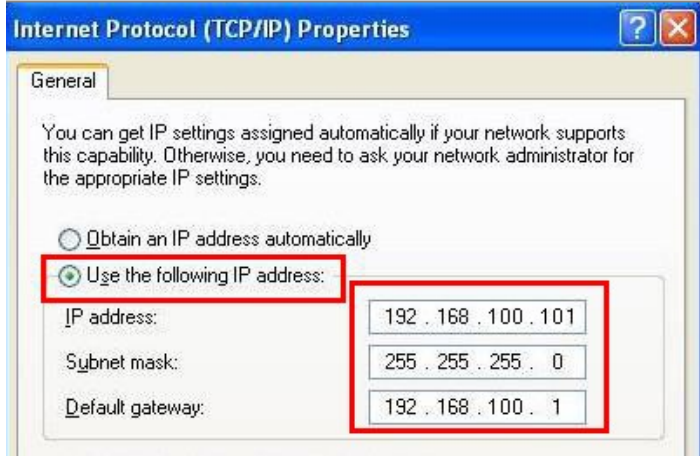 Internet Protocol (TCP/IP) Properties
General
You can get IP settings assigned automatically if your network supports
this capability. Otherwise, you need to ask your network administrator for
the appropriate IP settings.
Obtain an IP address automatically
Use the following IP address:
IP address: 192 . 168 . 100 . 101
Subnet mask: 255 . 255 . 255 . 0
Default gateway: 192 . 168 . 100 . 1